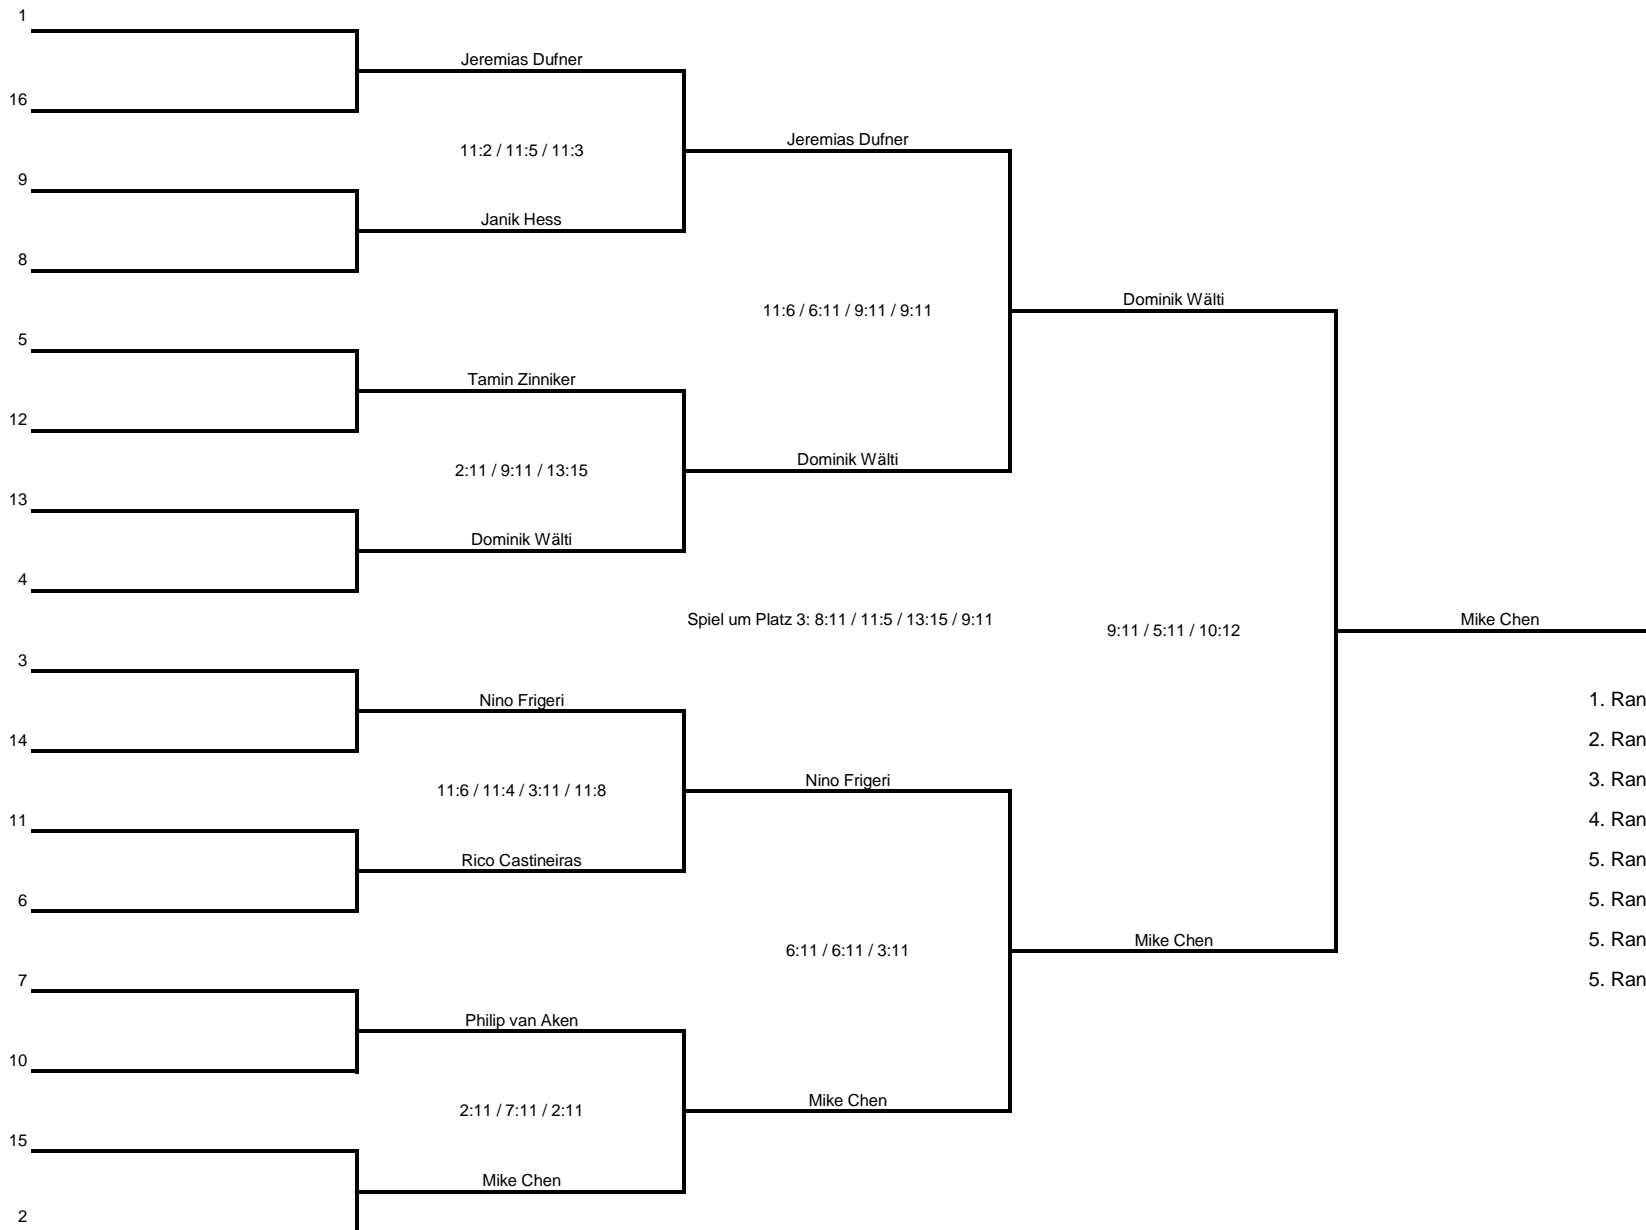 1
Jeremias Dufner
16
Jeremias Dufner
11:2 / 11:5 / 11:3
9
Janik Hess
8
Dominik Wälti
11:6 / 6:11 / 9:11 / 9:11
5
Tamin Zinniker
12
Dominik Wälti
2:11 / 9:11 / 13:15
13
Dominik Wälti
4
Spiel um Platz 3: 8:11 / 11:5 / 13:15 / 9:11
9:11 / 5:11 / 10:12
Mike Chen
3
Nino Frigeri
1. Ran
14
2. Ran
Nino Frigeri
3. Ran
11:6 / 11:4 / 3:11 / 11:8
11
4. Ran
Rico Castineiras
5. Ran
6
5. Ran
Mike Chen
5. Ran
6:11 / 6:11 / 3:11
7
5. Ran
Philip van Aken
10
Mike Chen
2:11 / 7:11 / 2:11
15
Mike Chen
2